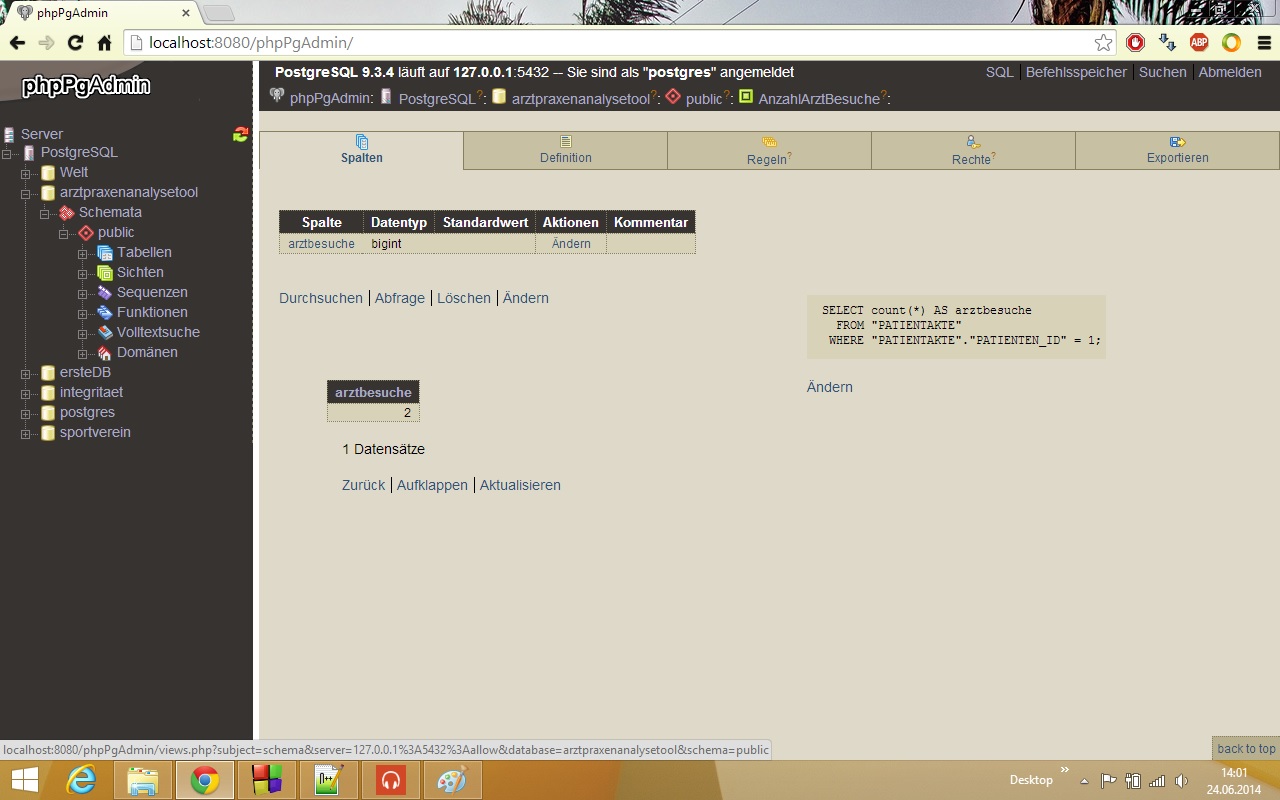 phpPgAdmin
localhost:8080/phpPgAdmin/
ABP
phpPgAdmin
PostgreSQL 9.3.4 läuft auf 127.0.0.1:5432 -- Sie sind als "postgres" angemeldet
SQL | Befehlsspeicher | Suchen | Abmelden
phpPgAdmin: PostgreSQL?: arztpraxenanalysetool?: public?: AnzahlArztBesuche?:
Server
PostgreSQL
Welt
arztpraxenanalysetool
Schemata
public
Tabellen
Sichten
Sequenzen
Funktionen
Volltextsuche
Domänen
ersteDB
integritaet
postgres
sportverein
Spalten Definition Regeln? Rechte? Exportieren
Spalte Datentyp Standardwert Aktionen Kommentar
arztbesuche bigint Ändern
Durchsuchen | Abfrage | Löschen | Ändern
SELECT count(*) AS arztbesuche
FROM "PATIENTAKTE"
WHERE "PATIENTAKTE"."PATIENTEN_ID" = 1;
Ändern
arztbesuche
2
1 Datensätze
Zurück | Aufklappen | Aktualisieren
localhost:8080/phpPgAdmin/views.php?subject=schema&server=127.0.0.1%3A5432%3Aallow&database=arztpraxenanalysetool&schema=public
back to top
Desktop
14:01
24.06.2014